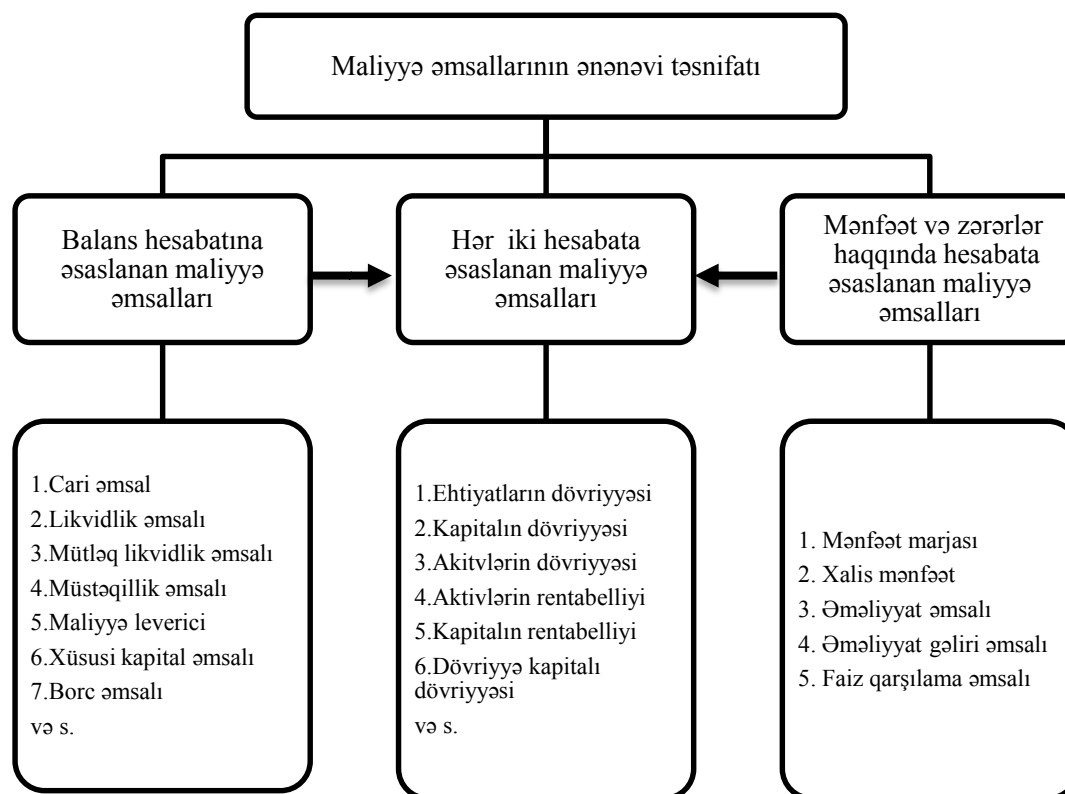 Maliyyə əmsallarının ənənəvi təsnifatı
Balans hesabatına
əsaslanan maliyyə
əmsalları
Hər iki hesabata
əsaslanan maliyyə
əmsalları
Mənfəət və zərərlər
haqqında hesabata
əsaslanan maliyyə
əmsalları
1.Cari əmsal
2.Likvidlik əmsalı
3.Mütləq likvidlik əmsalı
4.Müstəqillik əmsalı
5.Maliyyə leverici
6.Xüsusi kapital əmsalı
7.Borc əmsalı
və s.
1.Ehtiyatların dövriyyəsi
2.Kapitalın dövriyyəsi
3.Akitvlərin dövriyyəsi
4.Aktivlərin rentabelliyi
5.Kapitalın rentabelliyi
6.Dövriyyə kapitalı
dövriyyəsi
və s.
1. Mənfəət marjası
2. Xalis mənfəət
3. Əməliyyat əmsalı
4. Əməliyyat gəliri əmsalı
5. Faiz qarşılama əmsalı